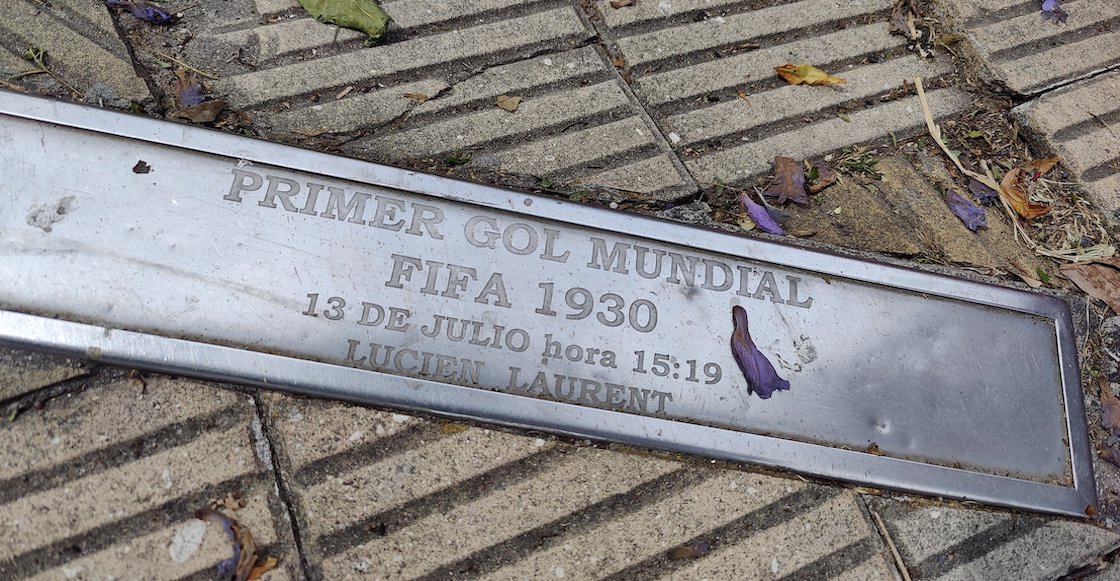 PRIMER GOL MUNDIAL
FIFA 1930
13 DE JULIO hora 15:19
LUCIEN LAURENT